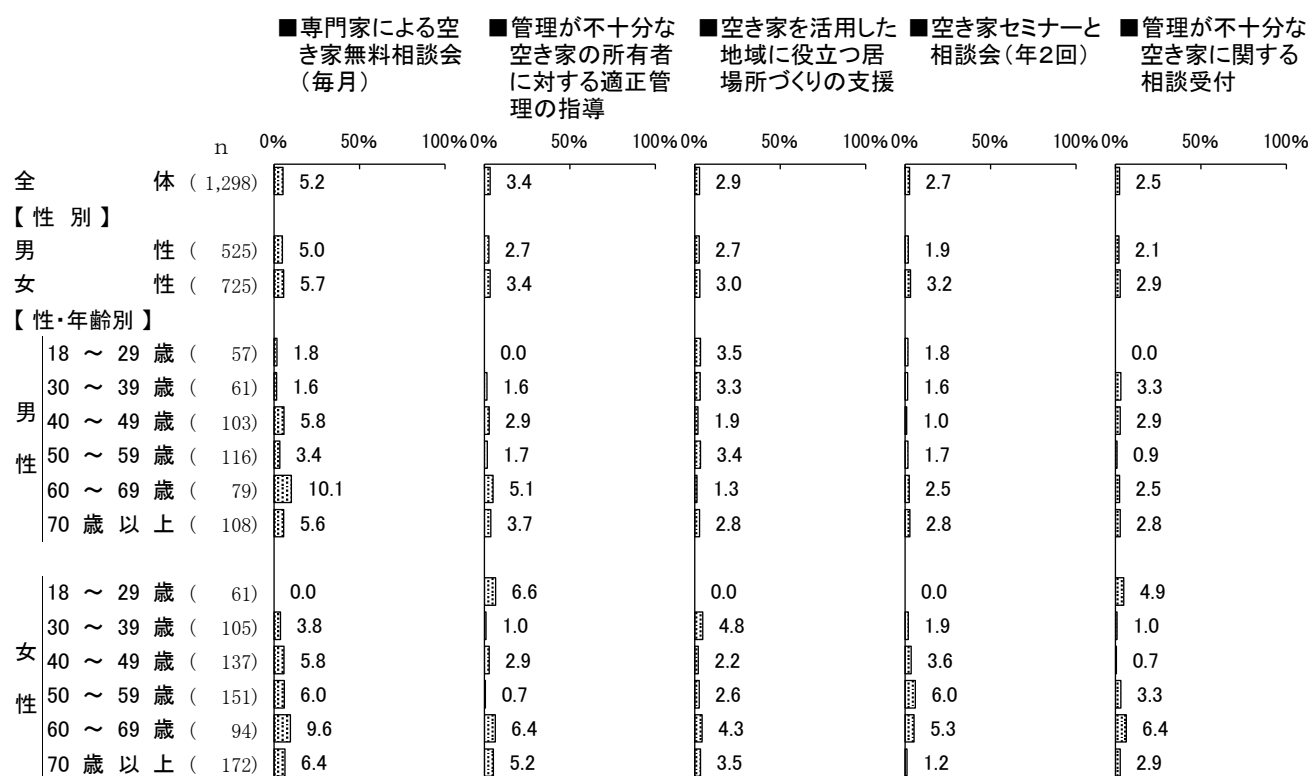 ■専門家による空
き家無料相談会
（毎月）
■管理が不十分な
空き家の所有者
に対する適正管
理の指導
■空き家を活用した
地域に役立つ居
場所づくりの支援
■空き家セミナーと
相談会（年２回）
■管理が不十分な
空き家に関する
相談受付
n 0% 50% 100% 0% 50% 100% 0% 50% 100% 0% 50% 100% 0% 50% 100%
全体 ( 1,298) 5.2 3.4 2.9 2.7 2.5
【 性 別 】
男性 ( 525) 5.0 2.7 2.7 1.9 2.1
女性 ( 725) 5.7 3.4 3.0 3.2 2.9
【 性・年齢別 】
男性
18 ～ 29 歳 ( 57) 1.8 0.0 3.5 1.8 0.0
30 ～ 39 歳 ( 61) 1.6 1.6 3.3 1.6 3.3
40 ～ 49 歳 ( 103) 5.8 2.9 1.9 1.0 2.9
50 ～ 59 歳 ( 116) 3.4 1.7 3.4 1.7 0.9
60 ～ 69 歳 ( 79) 10.1 5.1 1.3 2.5 2.5
70 歳 以 上 ( 108) 5.6 3.7 2.8 2.8 2.8
女性
18 ～ 29 歳 ( 61) 0.0 6.6 0.0 0.0 4.9
30 ～ 39 歳 ( 105) 3.8 1.0 4.8 1.9 1.0
40 ～ 49 歳 ( 137) 5.8 2.9 2.2 3.6 0.7
50 ～ 59 歳 ( 151) 6.0 0.7 2.6 6.0 3.3
60 ～ 69 歳 ( 94) 9.6 6.4 4.3 5.3 6.4
70 歳 以 上 ( 172) 6.4 5.2 3.5 1.2 2.9